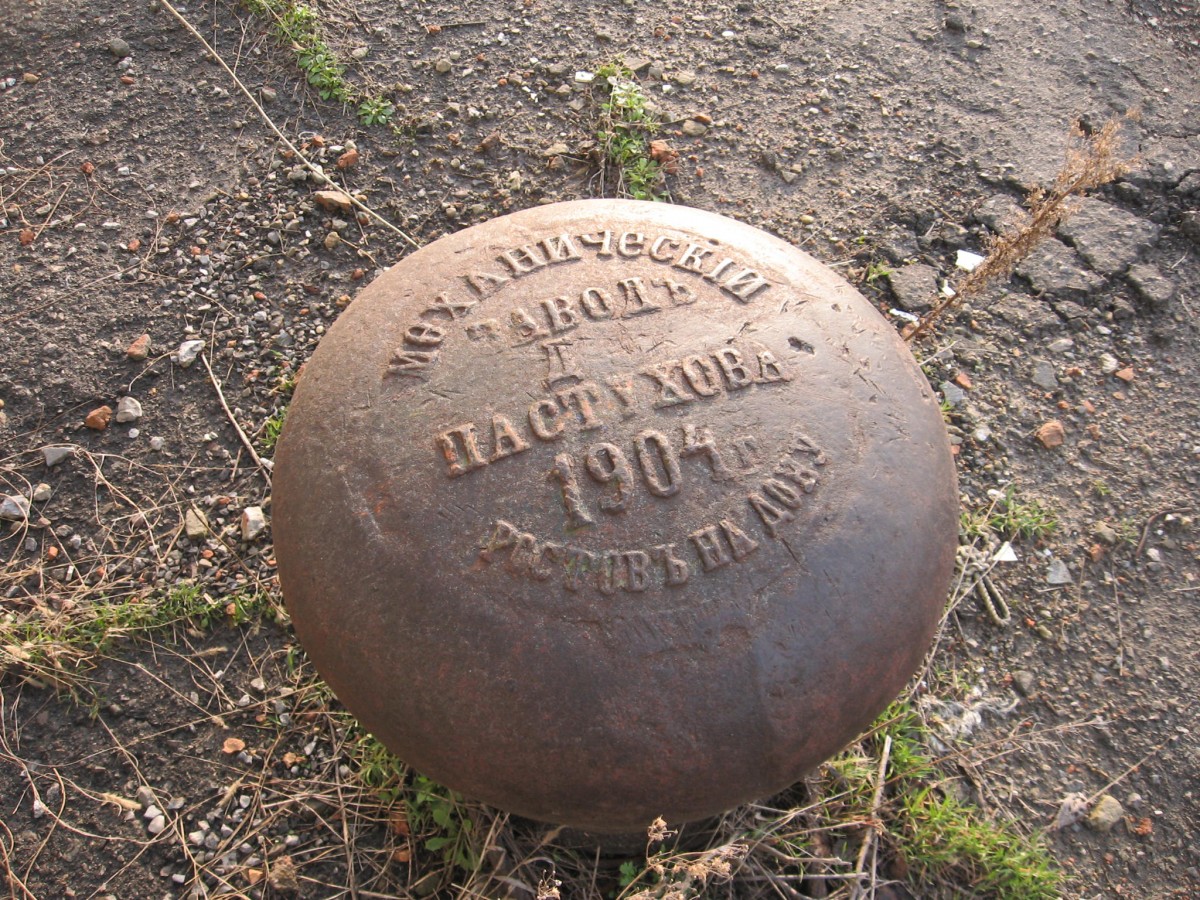 МЕХАНИЧЕСКІЙ
ЗАВОДЪ
Д
ПАСТУХОВА
1904 г
РОСТОВЪ НА ДОНУ